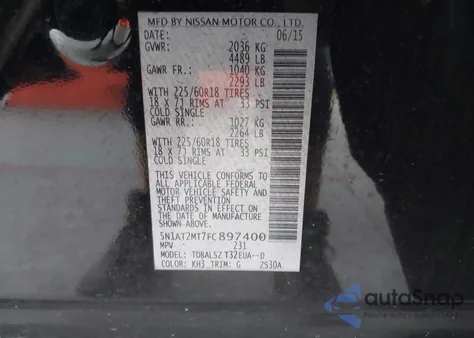 MFD BY NISSAN MOTOR CO., LTD.
DATE: 06/15
GVWR: 2036 KG
4489 LB
GAWR FR.: 1040 KG
2293 LB
WITH 225/60R18 TIRES
18 X 7J RIMS AT 33 PSI
COLD SINGLE
GAWR RR.: 1027 KG
2264 LB
WITH 225/60R18 TIRES
18 X 7J RIMS AT 33 PSI
COLD SINGLE
THIS VEHICLE CONFORMS TO
ALL APPLICABLE FEDERAL
MOTOR VEHICLE SAFETY
AND THEFT PREVENTION
STANDARDS IN EFFECT ON
THE DATE OF MANUFACTURE
SHOWN ABOVE.
5N1AT2MT7FC897400
MPV 231
MODEL: TDBALSZ T32EUA--D
COLOR: KH3 TRIM: G ZS30A
autoSnap